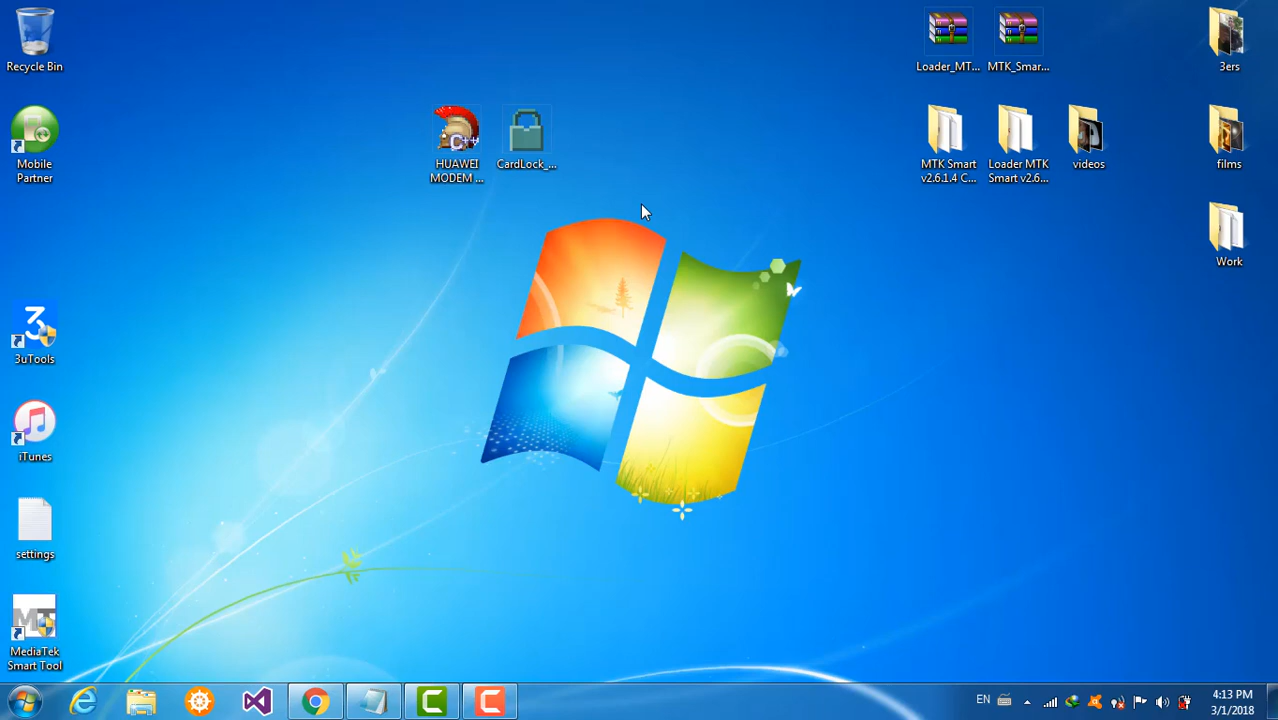 Recycle Bin
Mobile
Partner
3uTools
iTunes
settings
MediaTek
Smart Tool
C++
HUAWEI
MODEM ...
CardLock_...
Loader_MT...
MTK_Smar...
MTK Smart
v2.6.1.4 C...
Loader MTK
Smart v2.6...
videos
3ers
films
Work
EN
4:13 PM
3/1/2018